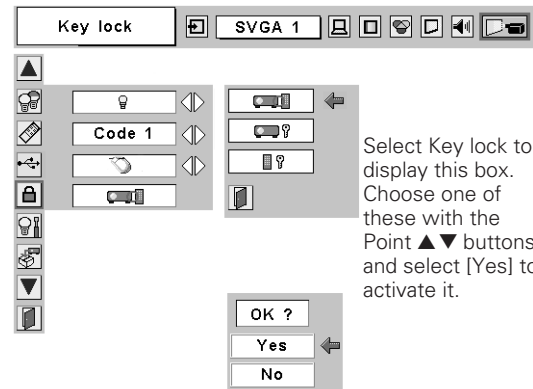 Key lock
SVGA 1
Code 1
Select Key lock to
display this box.
Choose one of
these with the
Point ▲▼ buttons
and select [Yes] to
activate it.
OK ?
Yes
No